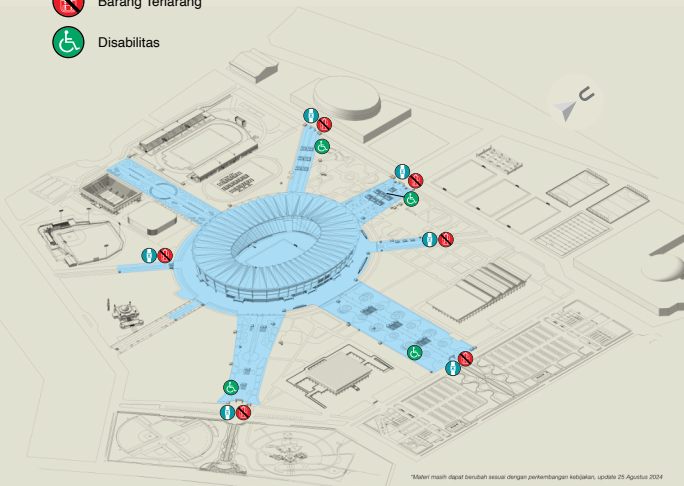 Barang Terlarang
Disabilitas
U
*Materi masih dapat berubah sesuai dengan perkembangan kebijakan, update 25 Agustus 2024